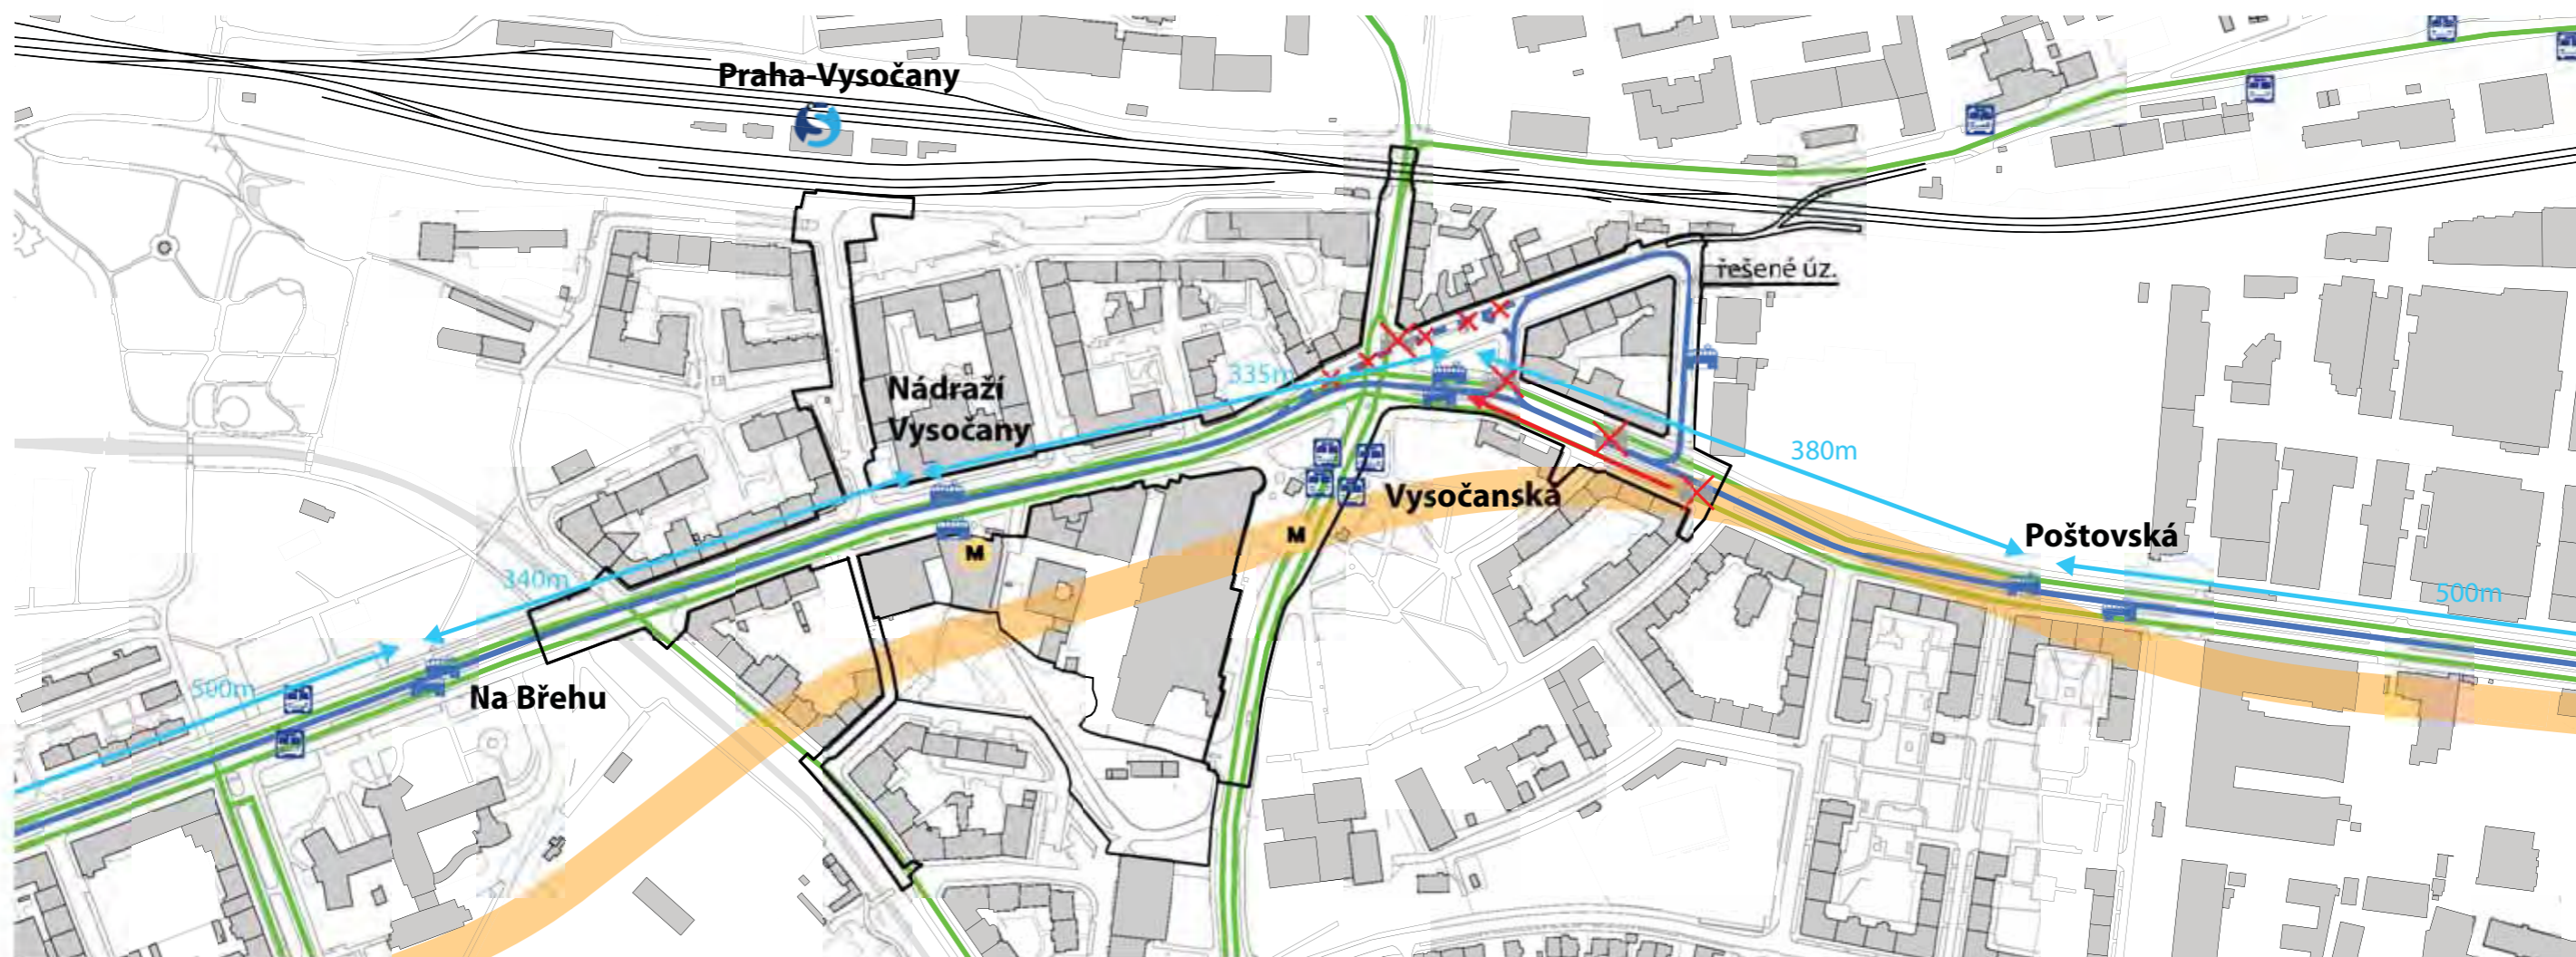 Praha-Vysočany
S
řešené úz.
335m
Nádraží
Vysočany
380m
Vysočanská
M
M
Poštovská
340m
500m
500m
Na Břehu